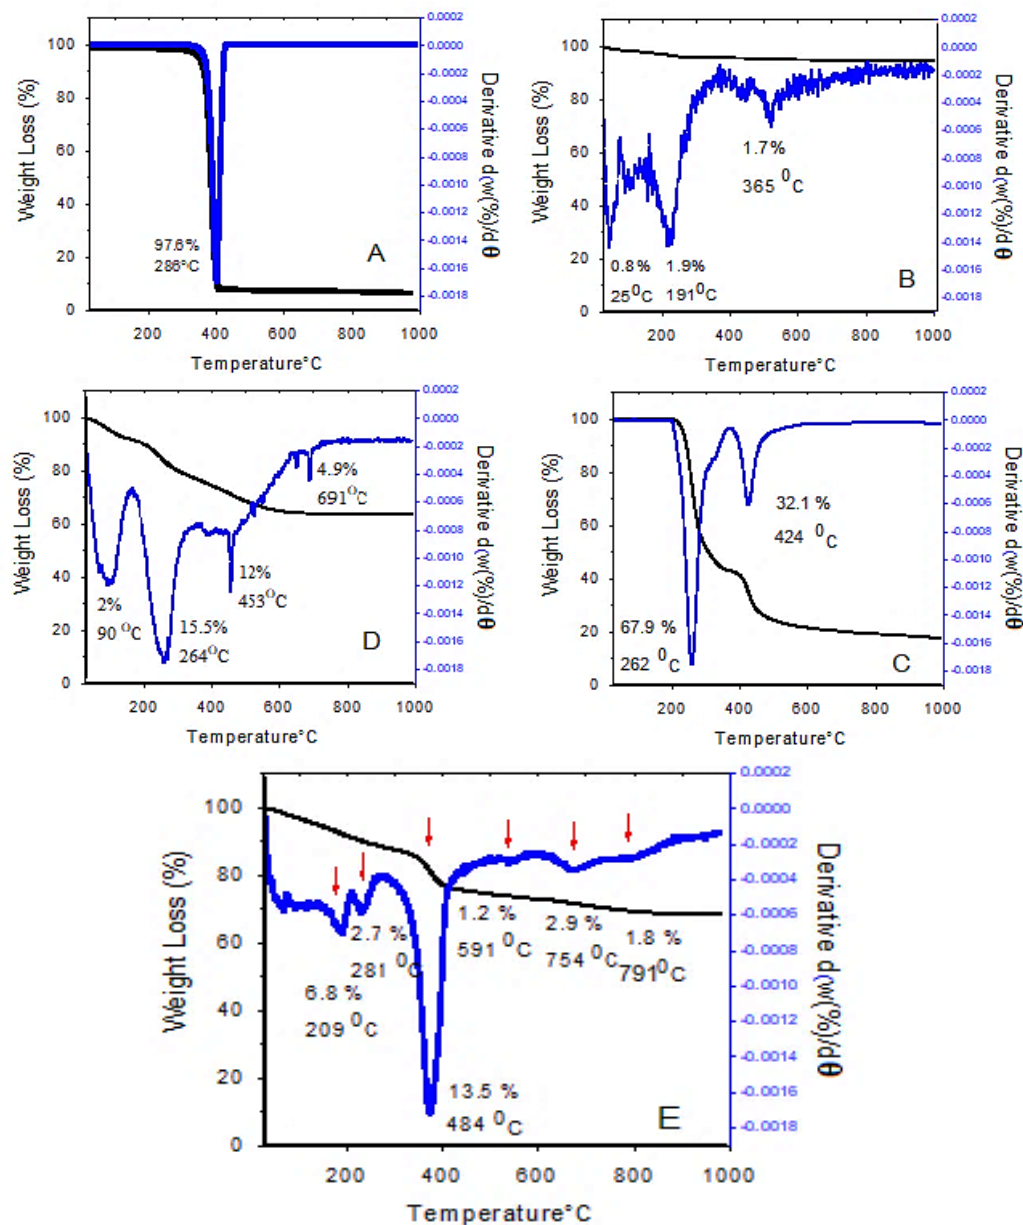 Weight Loss (%)
100
80
60
40
20
0
97.6%
286°C
A
0.0002
0.0000
-0.0002
-0.0004
-0.0006
-0.0008
-0.0010
-0.0012
-0.0014
-0.0016
-0.0018
Derivative d(w(%)/dθ
200 400 600 800 1000
Temperature°C
Weight Loss (%)
100
80
60
40
20
0
0.8 %
25⁰C
1.9%
191⁰C
1.7%
365 ⁰C
B
0.0002
0.0000
-0.0002
-0.0004
-0.0006
-0.0008
-0.0010
-0.0012
-0.0014
-0.0016
-0.0018
Derivative d(w(%)/dθ
200 400 600 800 1000
Temperature°C
Weight Loss (%)
100
80
60
40
20
0
2%
90 ⁰C
15.5%
264⁰C
12%
453⁰C
4.9%
691⁰C
D
0.0002
0.0000
-0.0002
-0.0004
-0.0006
-0.0008
-0.0010
-0.0012
-0.0014
-0.0016
-0.0018
Derivative d(w(%)/dθ
200 400 600 800 1000
Temperature°C
Weight Loss (%)
100
80
60
40
20
0
67.9 %
262 ⁰C
32.1 %
424 ⁰C
C
0.0002
0.0000
-0.0002
-0.0004
-0.0006
-0.0008
-0.0010
-0.0012
-0.0014
-0.0016
-0.0018
Derivative d(w(%)/dθ
200 400 600 800 1000
Temperature°C
Weight Loss (%)
100
80
60
40
20
0
6.8 %
209 ⁰C
2.7 %
281 ⁰C
13.5 %
484 ⁰C
1.2 %
591 ⁰C
2.9 %
754 ⁰C
1.8 %
791⁰C
E
0.0002
0.0000
-0.0002
-0.0004
-0.0006
-0.0008
-0.0010
-0.0012
-0.0014
-0.0016
-0.0018
Derivative d(w(%)/dθ
200 400 600 800 1000
Temperature°C